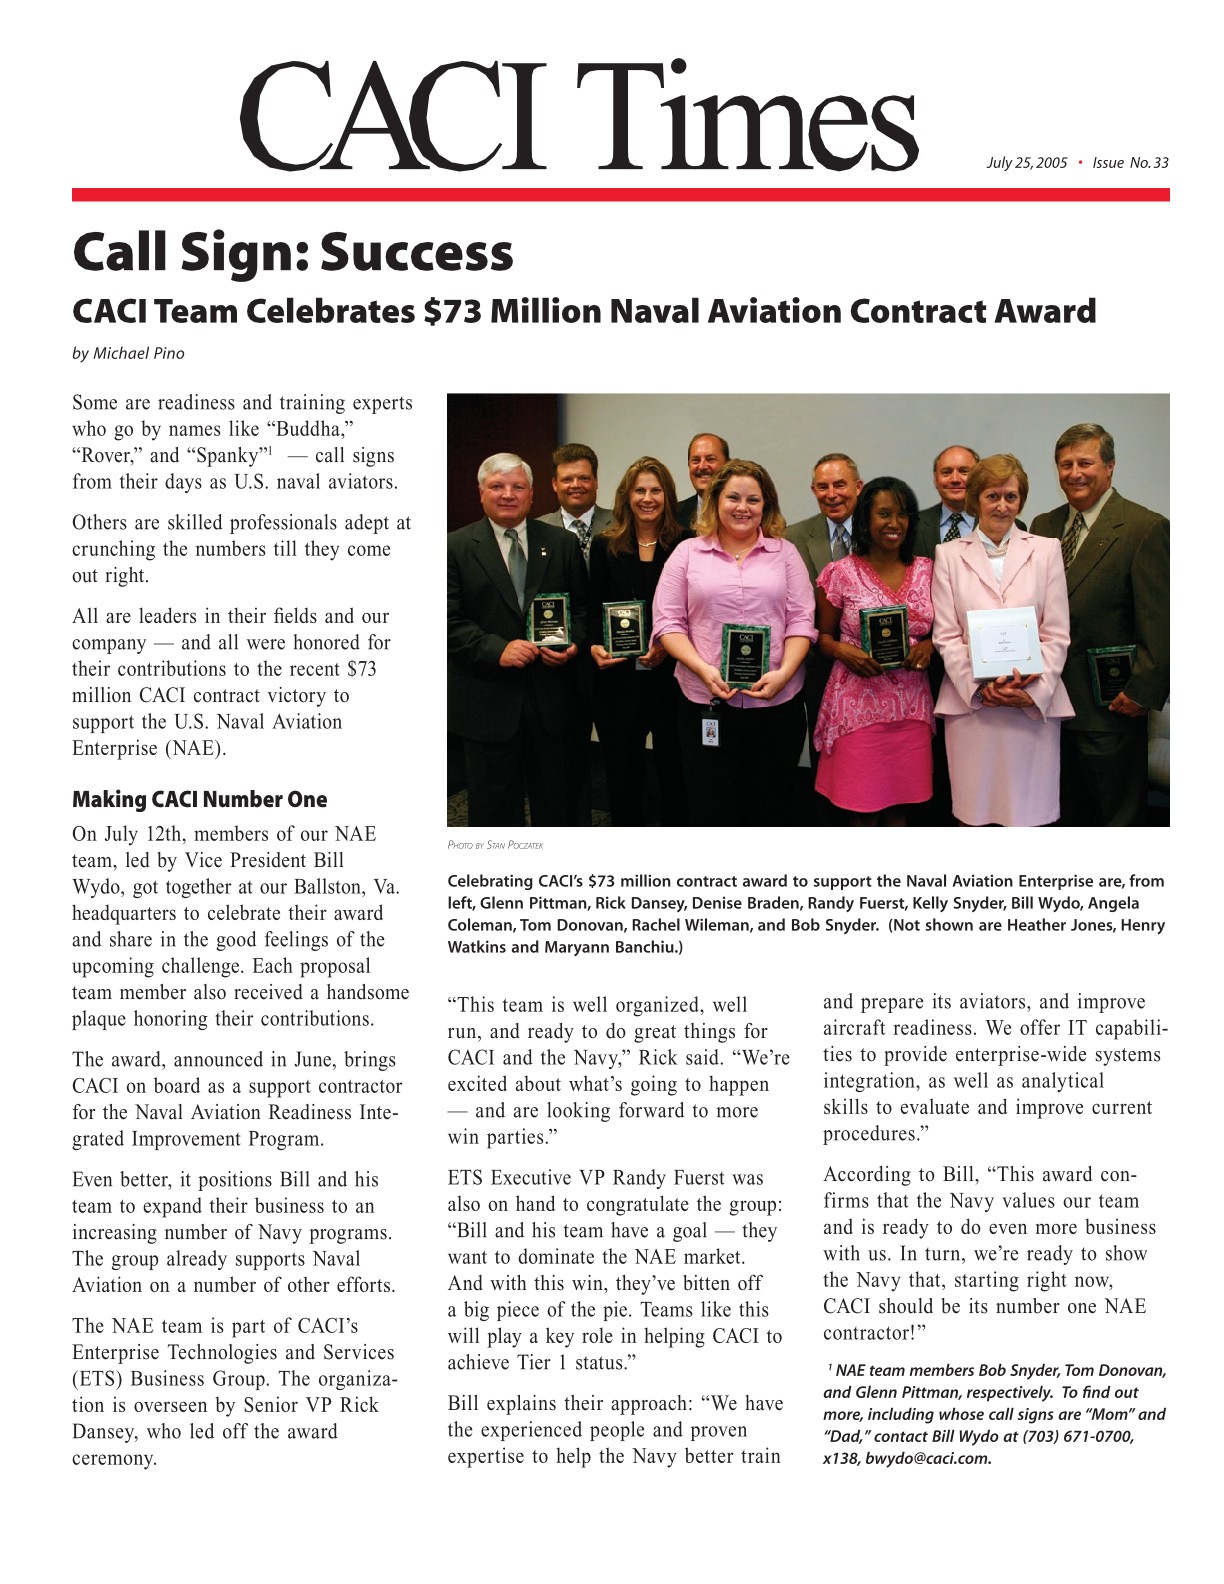 CACI Times
July 25, 2005 • Issue No. 33
Call Sign: Success
CACI Team Celebrates $73 Million Naval Aviation Contract Award
by Michael Pino
Some are readiness and training experts
who go by names like “Buddha,”
“Rover,” and “Spanky”1 — call signs
from their days as U.S. naval aviators.
Others are skilled professionals adept at
crunching the numbers till they come
out right.
All are leaders in their fields and our
company — and all were honored for
their contributions to the recent $73
million CACI contract victory to
support the U.S. Naval Aviation
Enterprise (NAE).
Making CACI Number One
On July 12th, members of our NAE
team, led by Vice President Bill
Wydo, got together at our Ballston, Va.
headquarters to celebrate their award
and share in the good feelings of the
upcoming challenge. Each proposal
team member also received a handsome
plaque honoring their contributions.
The award, announced in June, brings
CACI on board as a support contractor
for the Naval Aviation Readiness Inte-
grated Improvement Program.
Even better, it positions Bill and his
team to expand their business to an
increasing number of Navy programs.
The group already supports Naval
Aviation on a number of other efforts.
The NAE team is part of CACI’s
Enterprise Technologies and Services
(ETS) Business Group. The organiza-
tion is overseen by Senior VP Rick
Dansey, who led off the award
ceremony.
CACI
CACI
CACI
CACI
CACI
CACI
Photo by Stan Poczatek
Celebrating CACI’s $73 million contract award to support the Naval Aviation Enterprise are, from
left, Glenn Pittman, Rick Dansey, Denise Braden, Randy Fuerst, Kelly Snyder, Bill Wydo, Angela
Coleman, Tom Donovan, Rachel Wileman, and Bob Snyder. (Not shown are Heather Jones, Henry
Watkins and Maryann Banchiu.)
“This team is well organized, well
run, and ready to do great things for
CACI and the Navy,” Rick said. “We’re
excited about what’s going to happen
— and are looking forward to more
win parties.”
ETS Executive VP Randy Fuerst was
also on hand to congratulate the group:
“Bill and his team have a goal — they
want to dominate the NAE market.
And with this win, they’ve bitten off
a big piece of the pie. Teams like this
will play a key role in helping CACI to
achieve Tier 1 status.”
Bill explains their approach: “We have
the experienced people and proven
expertise to help the Navy better train
and prepare its aviators, and improve
aircraft readiness. We offer IT capabili-
ties to provide enterprise-wide systems
integration, as well as analytical
skills to evaluate and improve current
procedures.”
According to Bill, “This award con-
firms that the Navy values our team
and is ready to do even more business
with us. In turn, we’re ready to show
the Navy that, starting right now,
CACI should be its number one NAE
contractor!”
1 NAE team members Bob Snyder, Tom Donovan,
and Glenn Pittman, respectively. To find out
more, including whose call signs are “Mom” and
“Dad,” contact Bill Wydo at (703) 671-0700,
x138, bwydo@caci.com.